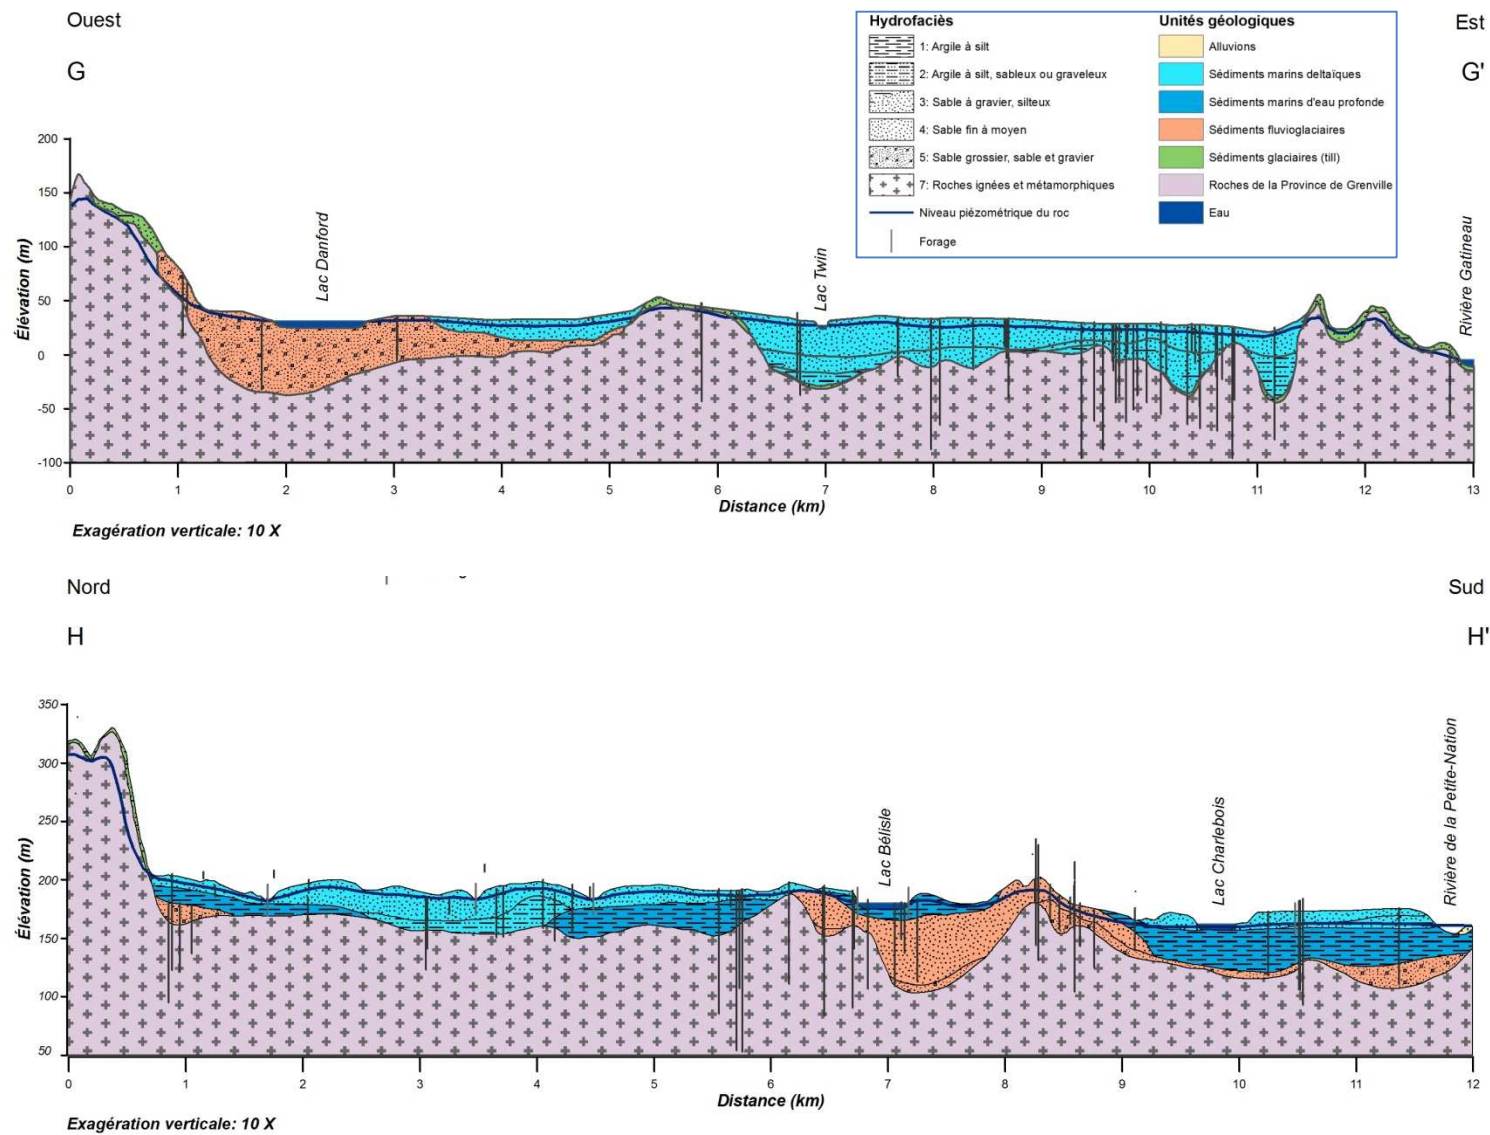 Ouest
Est
G
G'
Hydrofaciès
1: Argile à silt
2: Argile à silt, sableux ou graveleux
3: Sable à gravier, silteux
4: Sable fin à moyen
5: Sable grossier, sable et gravier
7: Roches ignées et métamorphiques
Niveau piézométrique du roc
Forage
Unités géologiques
Alluvions
Sédiments marins deltaïques
Sédiments marins d'eau profonde
Sédiments fluvioglaciaires
Sédiments glaciaires (till)
Roches de la Province de Grenville
Eau
Élévation (m)
200
150
100
50
0
-50
-100
Lac Danford
Lac Twin
Rivière Gatineau
0 1 2 3 4 5 6 7 8 9 10 11 12 13
Distance (km)
Exagération verticale: 10 X
Nord
Sud
H
H'
Élévation (m)
350
300
250
200
150
100
50
Lac Bélisle
Lac Charlebois
Rivière de la Petite-Nation
0 1 2 3 4 5 6 7 8 9 10 11 12
Distance (km)
Exagération verticale: 10 X